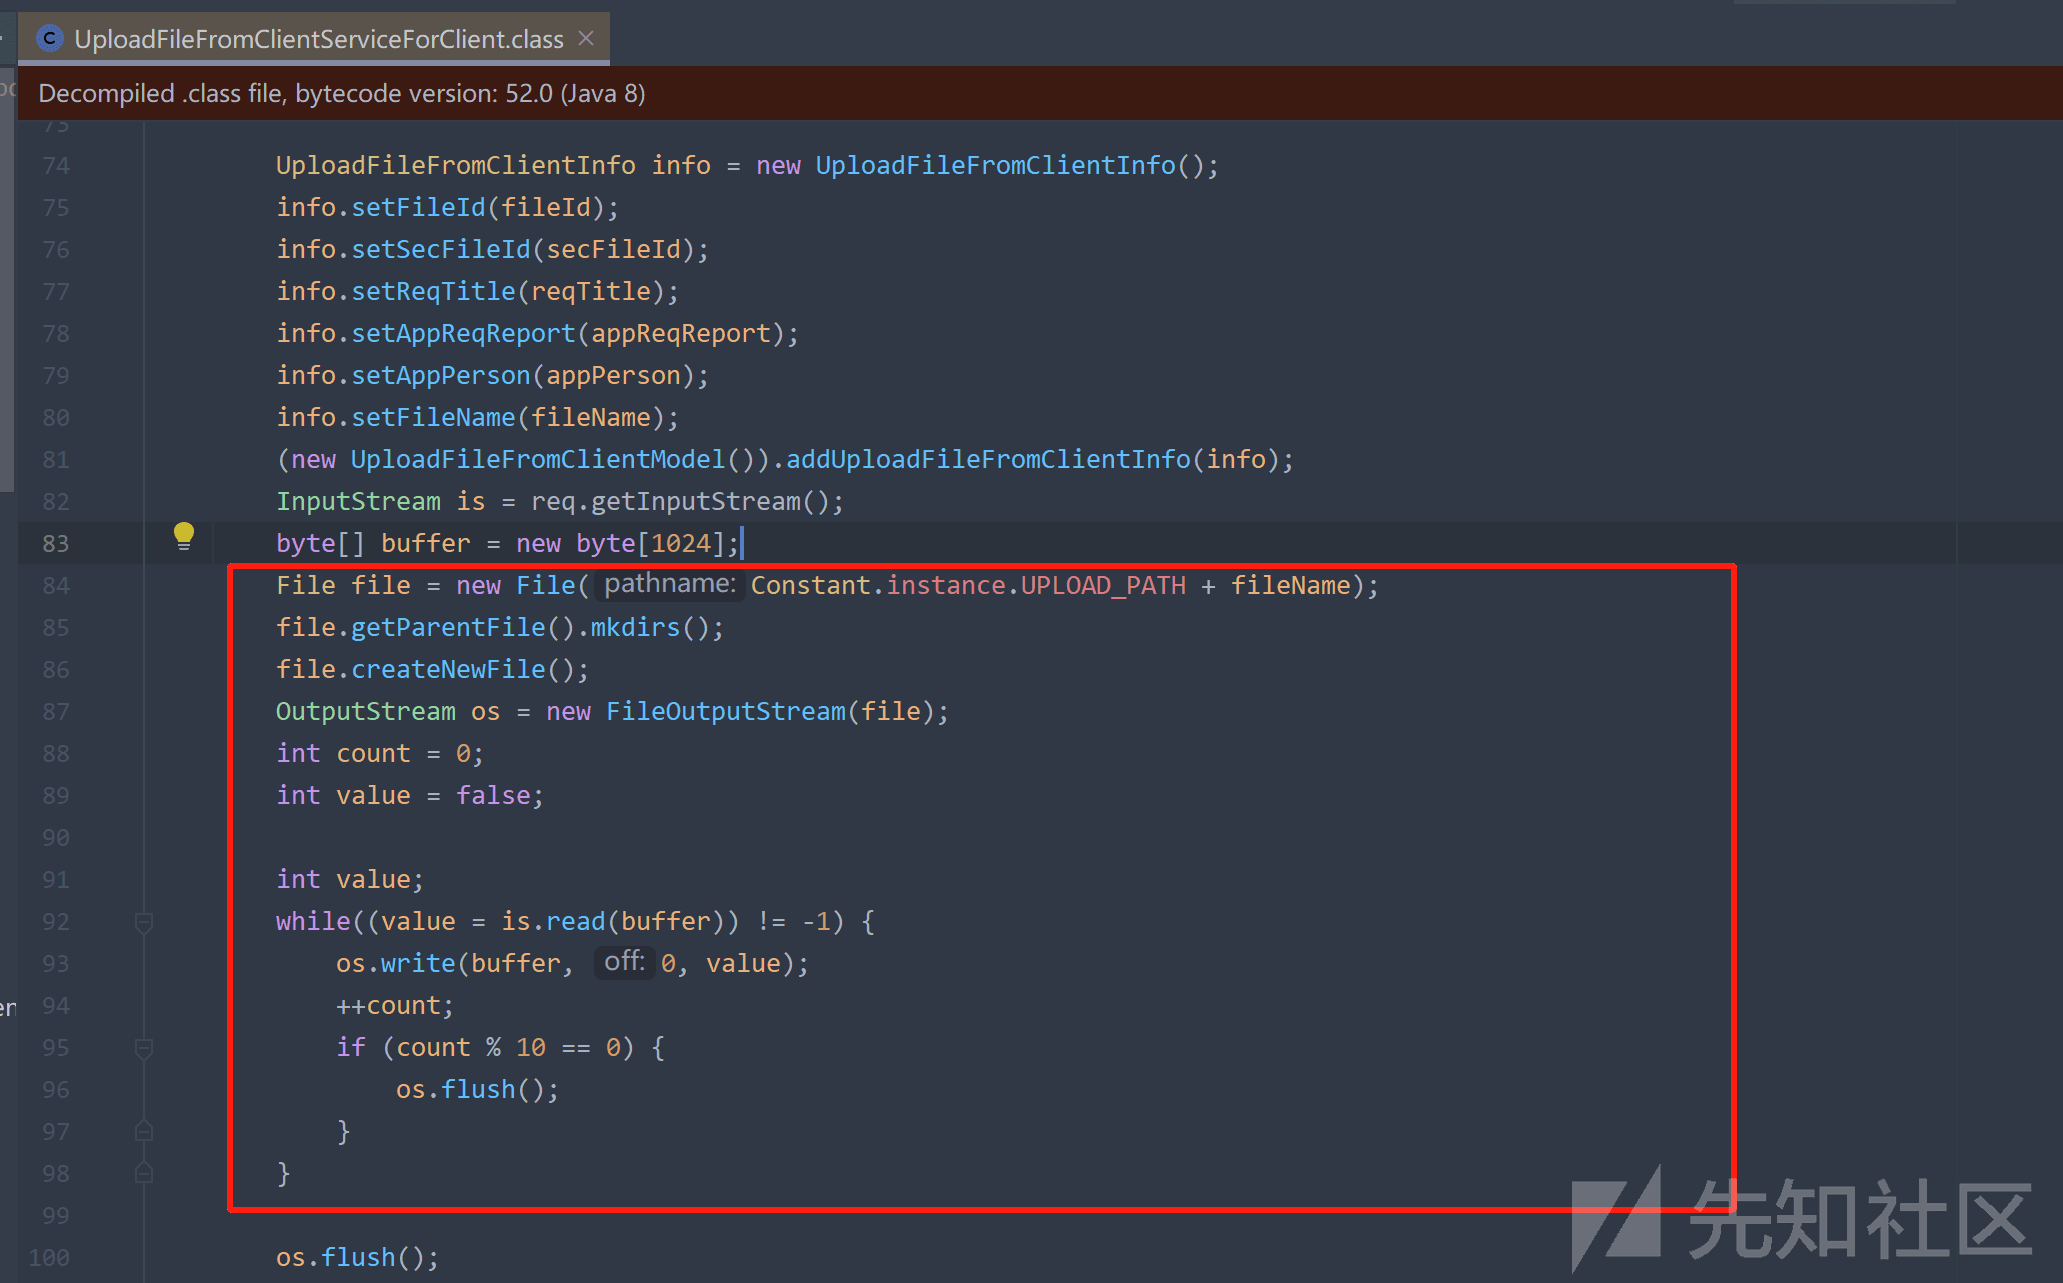 UploadFileFromClientServiceForClient.class
Decompiled .class file, bytecode version: 52.0 (Java 8)
73
74 UploadFileFromClientInfo info = new UploadFileFromClientInfo();
75 info.setFileId(fileId);
76 info.setSecFileId(secFileId);
77 info.setReqTitle(reqTitle);
78 info.setAppReqReport(appReqReport);
79 info.setAppPerson(appPerson);
80 info.setFileName(fileName);
81 (new UploadFileFromClientModel()).addUploadFileFromClientInfo(info);
82 InputStream is = req.getInputStream();
83 byte[] buffer = new byte[1024];
84 File file = new File( pathname: Constant.instance.UPLOAD_PATH + fileName);
85 file.getParentFile().mkdirs();
86 file.createNewFile();
87 OutputStream os = new FileOutputStream(file);
88 int count = 0;
89 int value = false;
90
91 int value;
92 while((value = is.read(buffer)) != -1) {
93 os.write(buffer, off: 0, value);
94 ++count;
95 if (count % 10 == 0) {
96 os.flush();
97 }
98 }
99
100 os.flush();
先知社区